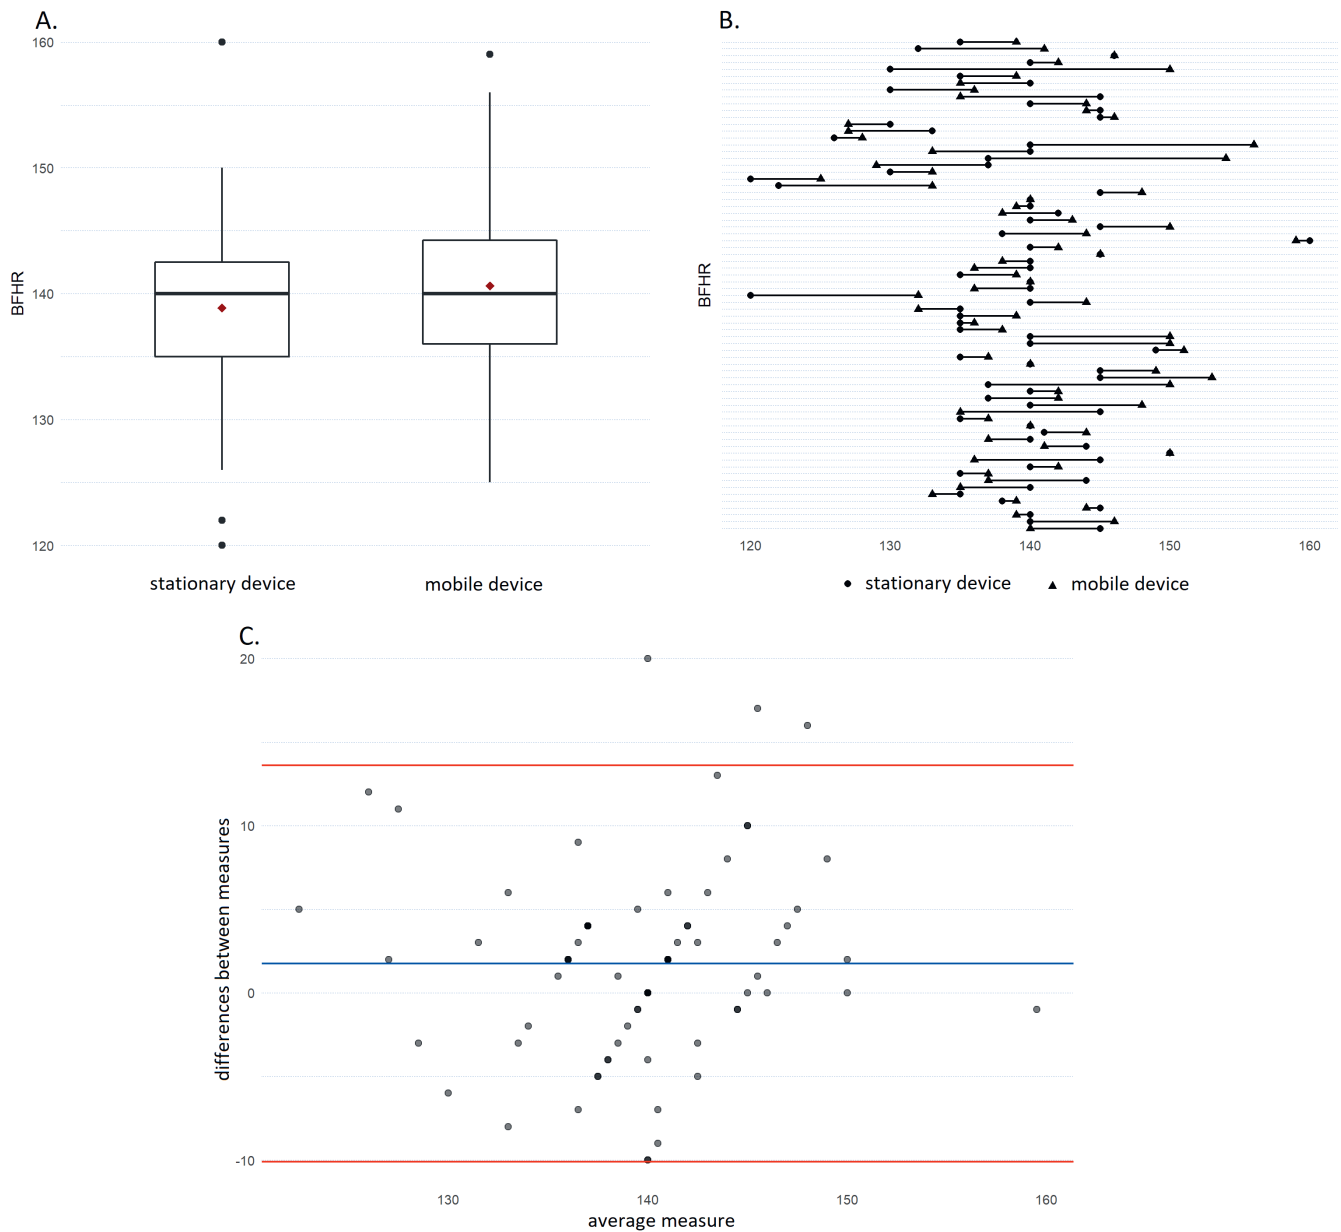 A.
160
150
140
130
120
BFHR
stationary device
mobile device
B.
BFHR
120 130 140 150 160
stationary device mobile device
C.
20
10
0
-10
differences between measures
130 140 150 160
average measure